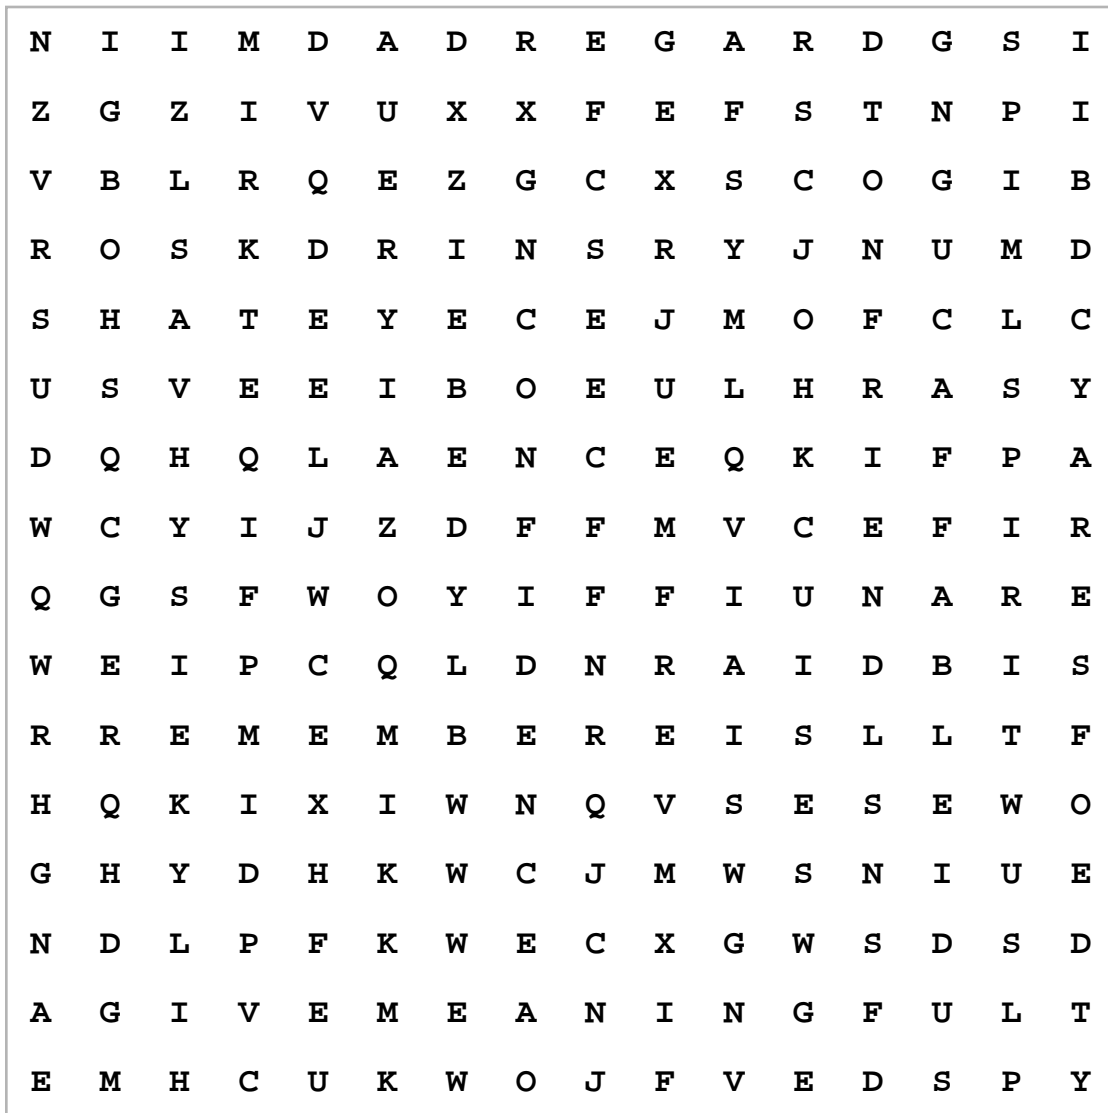 N I I M D A D R E G A R D G S I
Z G Z I V U X X F E F S T N P I
V B L R Q E Z G C X S C O G I B
R O S K D R I N S R Y J N U M D
S H A T E Y E C E J M O F C L C
U S V E E I B O E U L H R A S Y
D Q H Q L A E N C E Q K I F P A
W C Y I J Z D F F M V C E F I R
Q G S F W O Y I F F I U N A R E
W E I P C Q L D N R A I D B I S
R R E M E M B E R E I S L L T F
H Q K I X I W N Q V S E S E W O
G H Y D H K W C J M W S N I U E
N D L P F K W E C X G W S D S D
A G I V E M E A N I N G F U L T
E M H C U K W O J F V E D S P Y